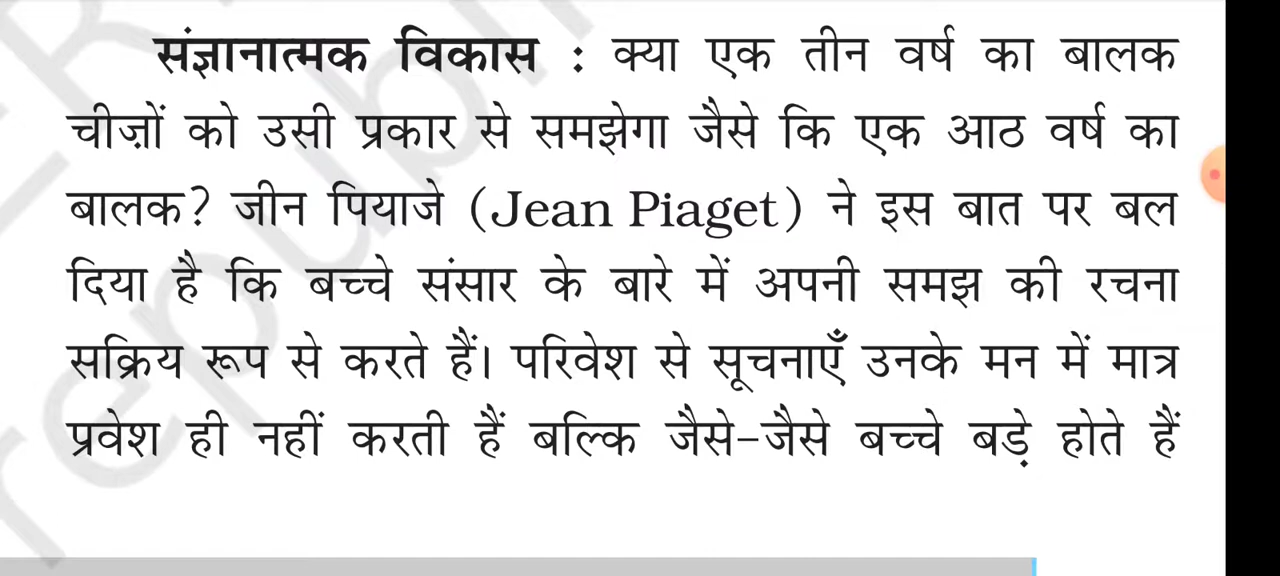 संज्ञानात्मक विकास : क्या एक तीन वर्ष का बालक
चीज़ों को उसी प्रकार से समझेगा जैसे कि एक आठ वर्ष का
बालक? जीन पियाजे (Jean Piaget) ने इस बात पर बल
दिया है कि बच्चे संसार के बारे में अपनी समझ की रचना
सक्रिय रूप से करते हैं। परिवेश से सूचनाएँ उनके मन में मात्र
प्रवेश ही नहीं करती हैं बल्कि जैसे-जैसे बच्चे बड़े होते हैं